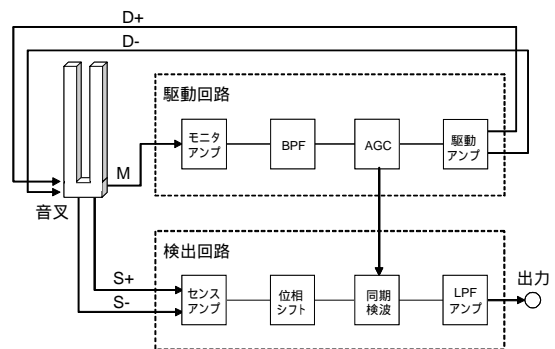 D+
D-
駆動回路
モニタ
アンプ
BPF
AGC
駆動
アンプ
M
音叉
検出回路
S+
S-
センス
アンプ
位相
シフト
同期
検波
LPF
アンプ
出力